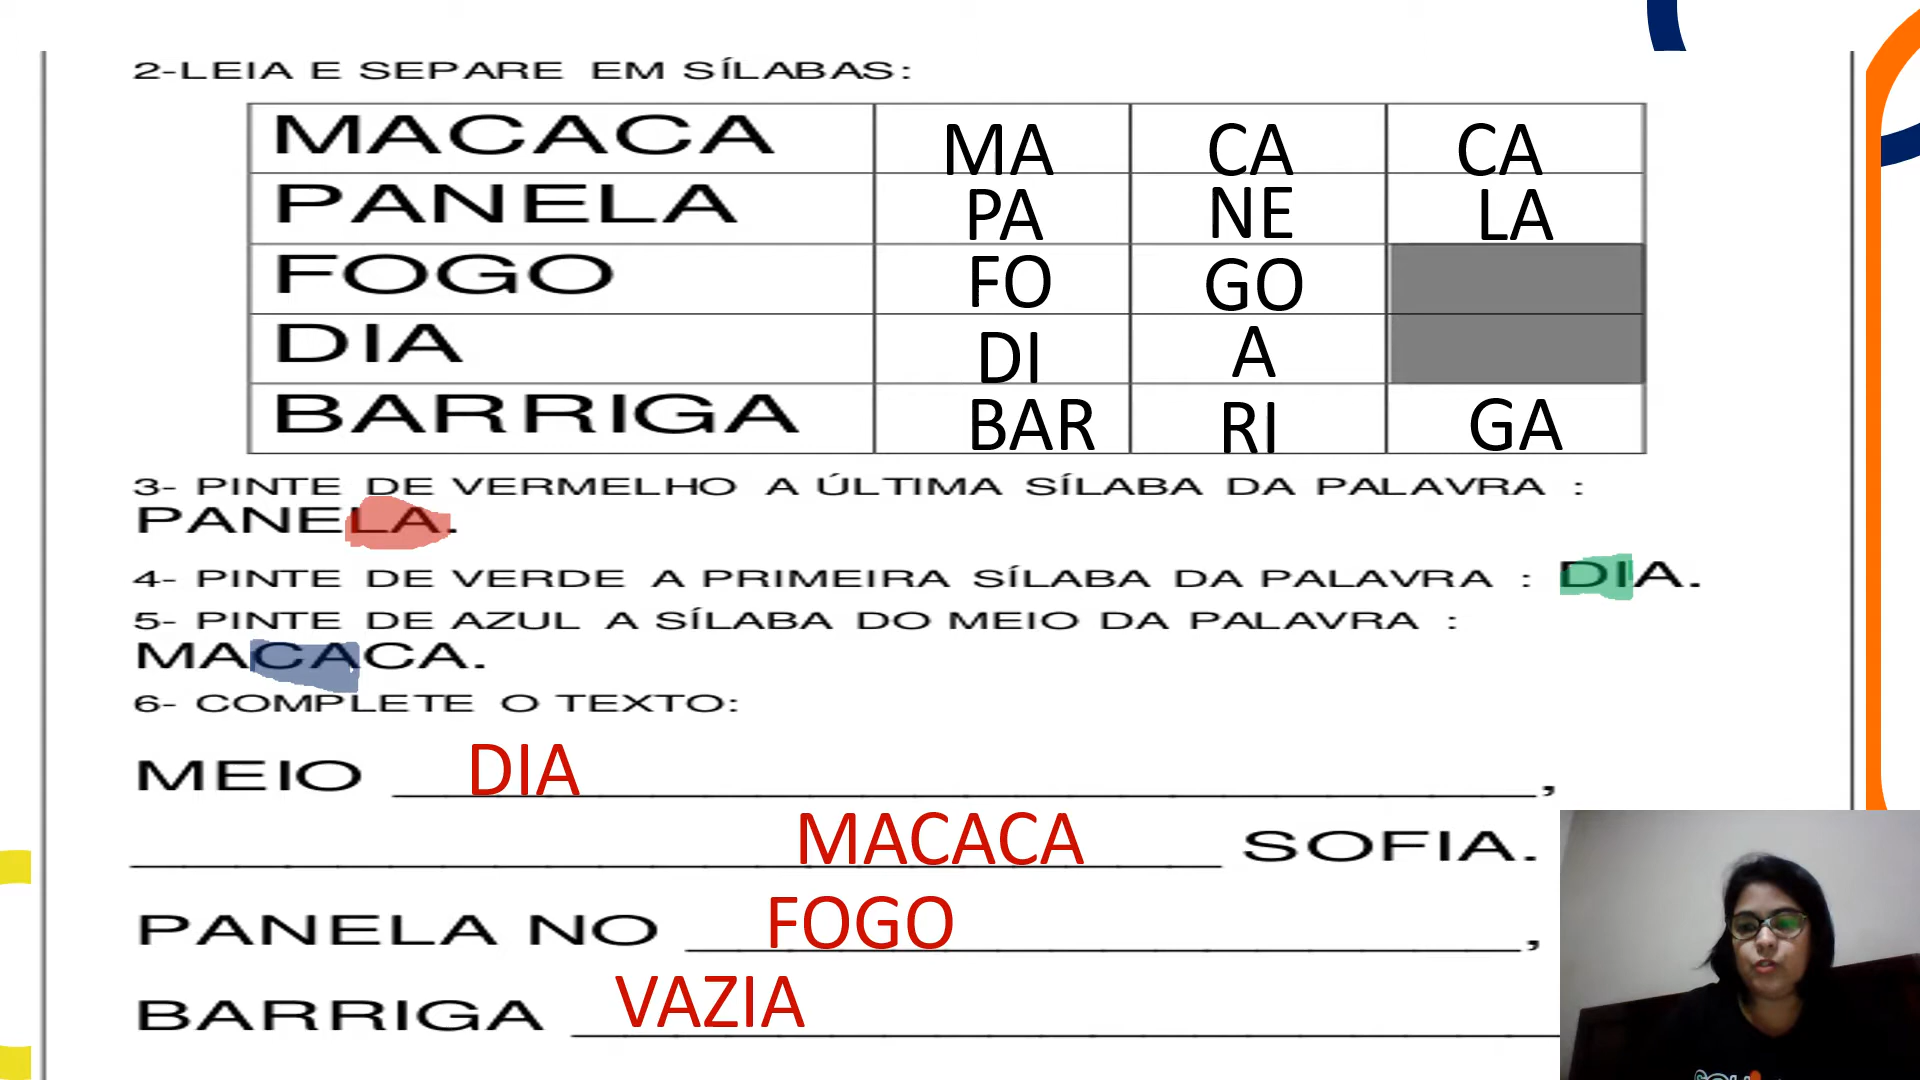 2-LEIA E SEPARE EM SÍLABAS:
MACACA MA CA CA
PANELA PA NE LA
FOGO FO GO
DIA DI A
BARRIGA BAR RI GA
3- PINTE DE VERMELHO A ÚLTIMA SÍLABA DA PALAVRA :
PANELA.
4- PINTE DE VERDE A PRIMEIRA SÍLABA DA PALAVRA : DIA.
5- PINTE DE AZUL A SÍLABA DO MEIO DA PALAVRA :
MACACA.
6- COMPLETE O TEXTO:
MEIO DIA,
MACACA SOFIA.
PANELA NO FOGO,
BARRIGA VAZIA